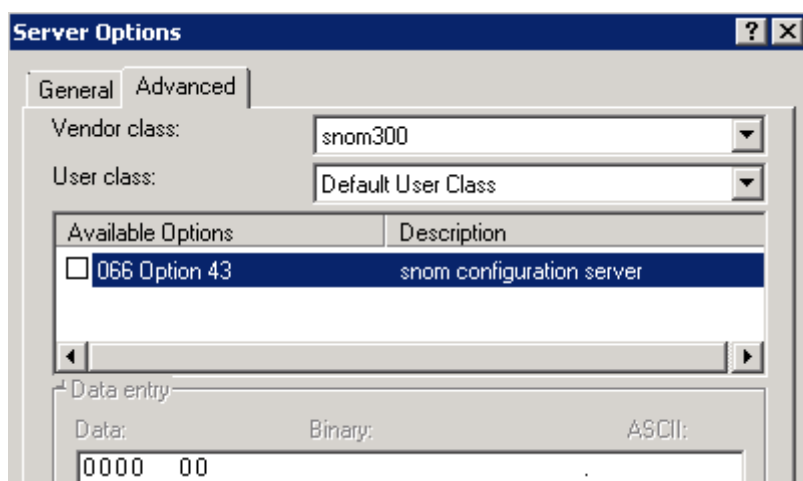 Server Options
General Advanced
Vendor class: snom300
User class: Default User Class
Available Options Description
066 Option 43 snom configuration server
Data entry
Data: Binary: ASCII:
0000 00 .